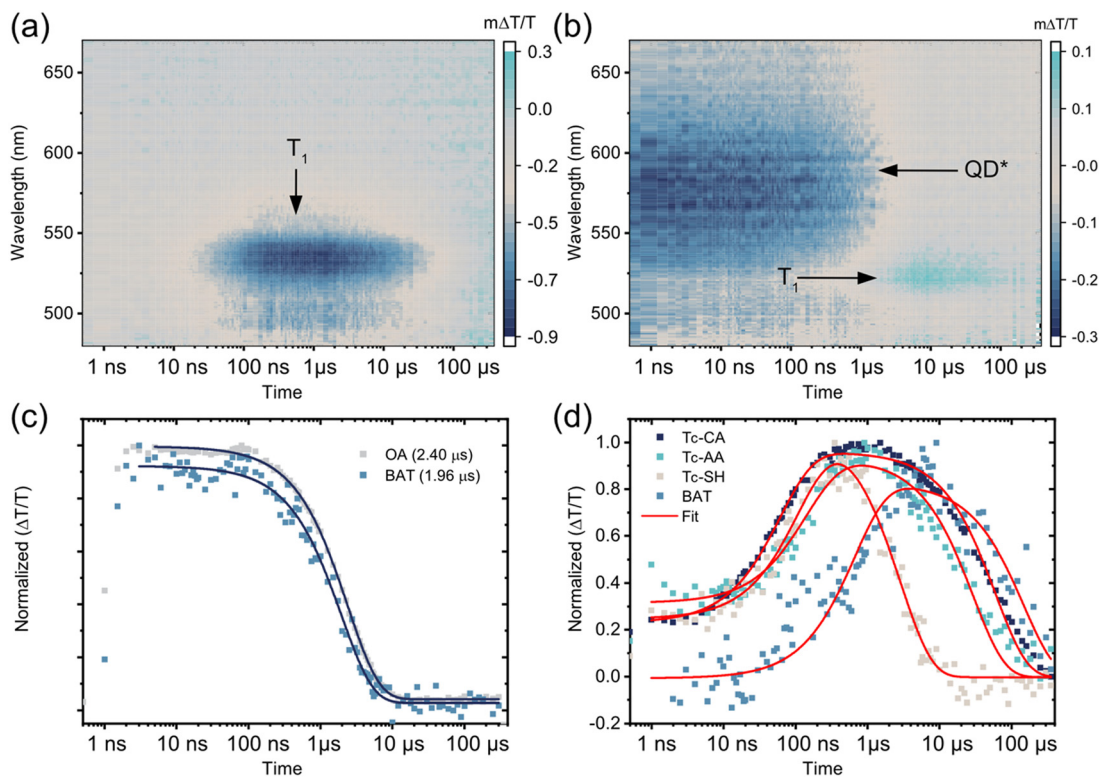 (a)
mΔT/T
0.3
0.0
-0.2
-0.5
-0.7
-0.9
Wavelength (nm)
650
600
550
500
T₁
1 ns
10 ns
100 ns
1μs
10 μs
100 μs
Time
(b)
mΔT/T
0.1
0.1
-0.0
-0.1
-0.2
-0.3
Wavelength (nm)
650
600
550
500
QD*
T₁
1 ns
10 ns
100 ns
1μs
10 μs
100 μs
Time
(c)
Normalized (ΔT/T)
OA (2.40 μs)
BAT (1.96 μs)
1 ns
10 ns
100 ns
1μs
10 μs
100 μs
Time
(d)
Normalized (ΔT/T)
1.0
0.8
0.6
0.4
0.2
0.0
-0.2
Tc-CA
Tc-AA
Tc-SH
BAT
Fit
1 ns
10 ns
100 ns
1μs
10 μs
100 μs
Time